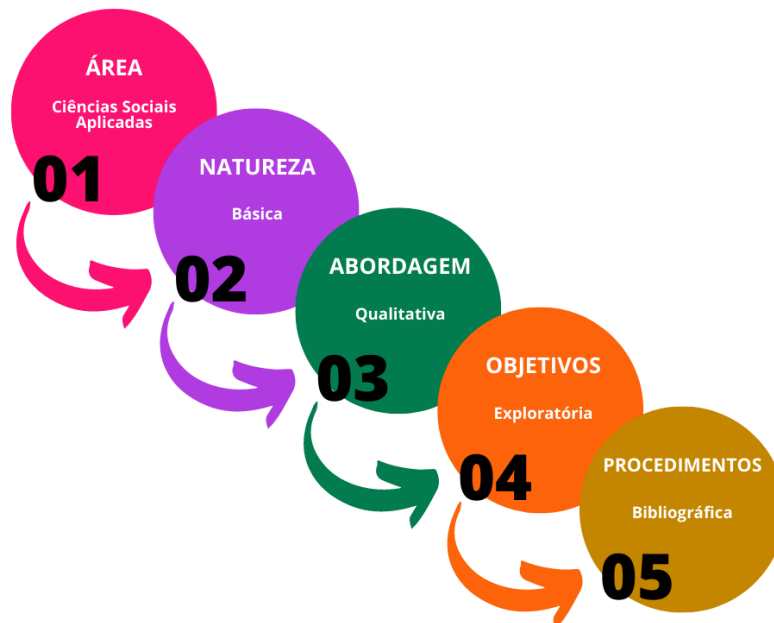 ÁREA
Ciências Sociais
Aplicadas
01
NATUREZA
Básica
02
ABORDAGEM
Qualitativa
03
OBJETIVOS
Exploratória
04
PROCEDIMENTOS
Bibliográfica
05